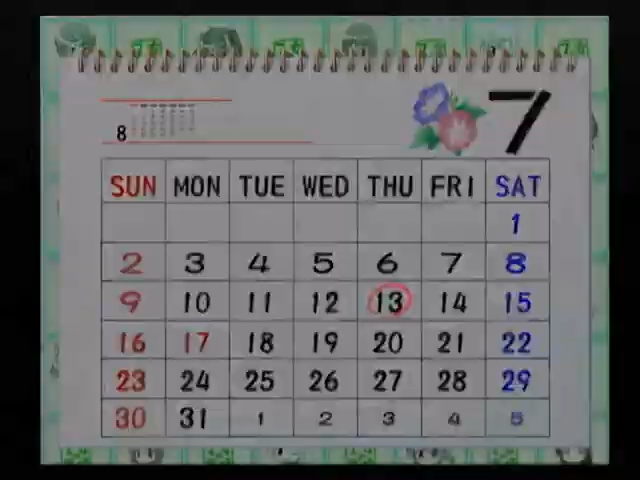 7
8
SUN MON TUE WED THU FRI SAT
1
2 3 4 5 6 7 8
9 10 11 12 13 14 15
16 17 18 19 20 21 22
23 24 25 26 27 28 29
30 31 1 2 3 4 5